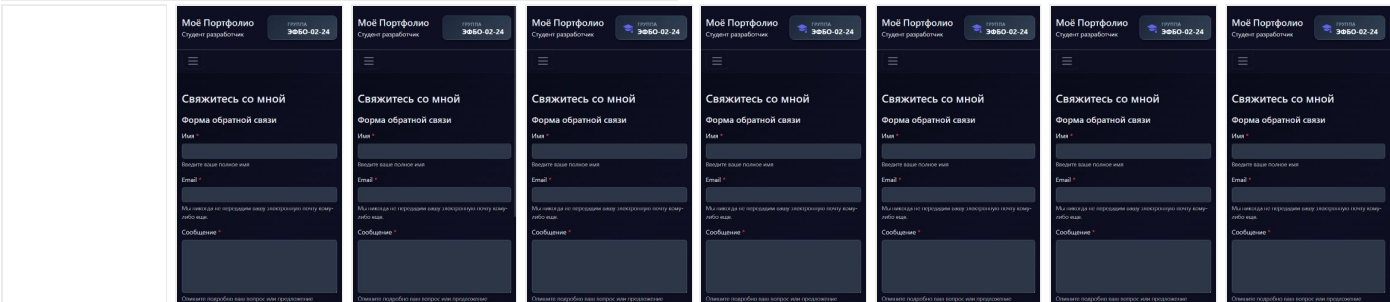 Моё Портфолио
Студент разработчик
ГРУППА
ЭФБО-02-24
Свяжитесь со мной
Форма обратной связи
Имя *
Введите ваше полное имя
Email *
Мы никогда не передадим вашу электронную почту кому-
либо еще.
Сообщение *
Опишите подробно ваш вопрос или предложение
Моё Портфолио
Студент разработчик
ГРУППА
ЭФБО-02-24
Свяжитесь со мной
Форма обратной связи
Имя *
Введите ваше полное имя
Email *
Мы никогда не передадим вашу электронную почту кому-
либо еще.
Сообщение *
Опишите подробно ваш вопрос или предложение
Моё Портфолио
Студент разработчик
ГРУППА
ЭФБО-02-24
Свяжитесь со мной
Форма обратной связи
Имя *
Введите ваше полное имя
Email *
Мы никогда не передадим вашу электронную почту кому-
либо еще.
Сообщение *
Опишите подробно ваш вопрос или предложение
Моё Портфолио
Студент разработчик
ГРУППА
ЭФБО-02-24
Свяжитесь со мной
Форма обратной связи
Имя *
Введите ваше полное имя
Email *
Мы никогда не передадим вашу электронную почту кому-
либо еще.
Сообщение *
Опишите подробно ваш вопрос или предложение
Моё Портфолио
Студент разработчик
ГРУППА
ЭФБО-02-24
Свяжитесь со мной
Форма обратной связи
Имя *
Введите ваше полное имя
Email *
Мы никогда не передадим вашу электронную почту кому-
либо еще.
Сообщение *
Опишите подробно ваш вопрос или предложение
Моё Портфолио
Студент разработчик
ГРУППА
ЭФБО-02-24
Свяжитесь со мной
Форма обратной связи
Имя *
Введите ваше полное имя
Email *
Мы никогда не передадим вашу электронную почту кому-
либо еще.
Сообщение *
Опишите подробно ваш вопрос или предложение
Моё Портфолио
Студент разработчик
ГРУППА
ЭФБО-02-24
Свяжитесь со мной
Форма обратной связи
Имя *
Введите ваше полное имя
Email *
Мы никогда не передадим вашу электронную почту кому-
либо еще.
Сообщение *
Опишите подробно ваш вопрос или предложение